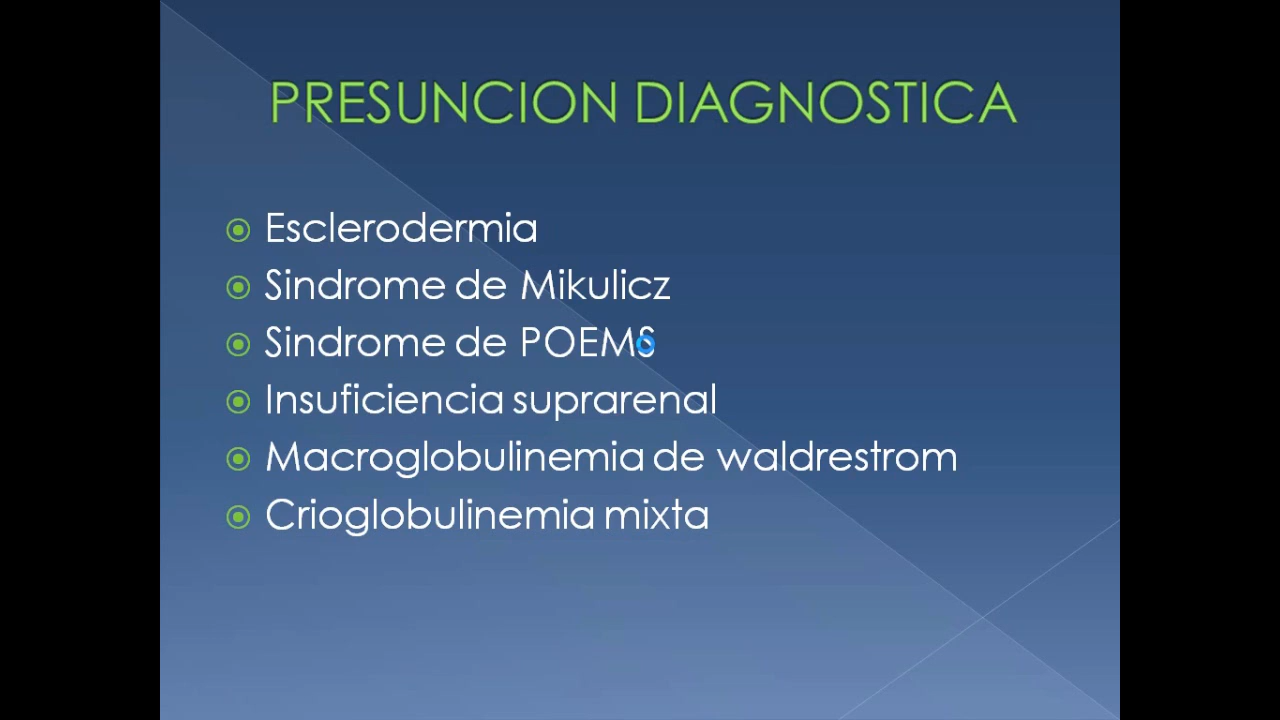 PRESUNCION DIAGNOSTICA
Esclerodermia
Sindrome de Mikulicz
Sindrome de POEMS
Insuficiencia suprarenal
Macroglobulinemia de waldrestrom
Crioglobulinemia mixta